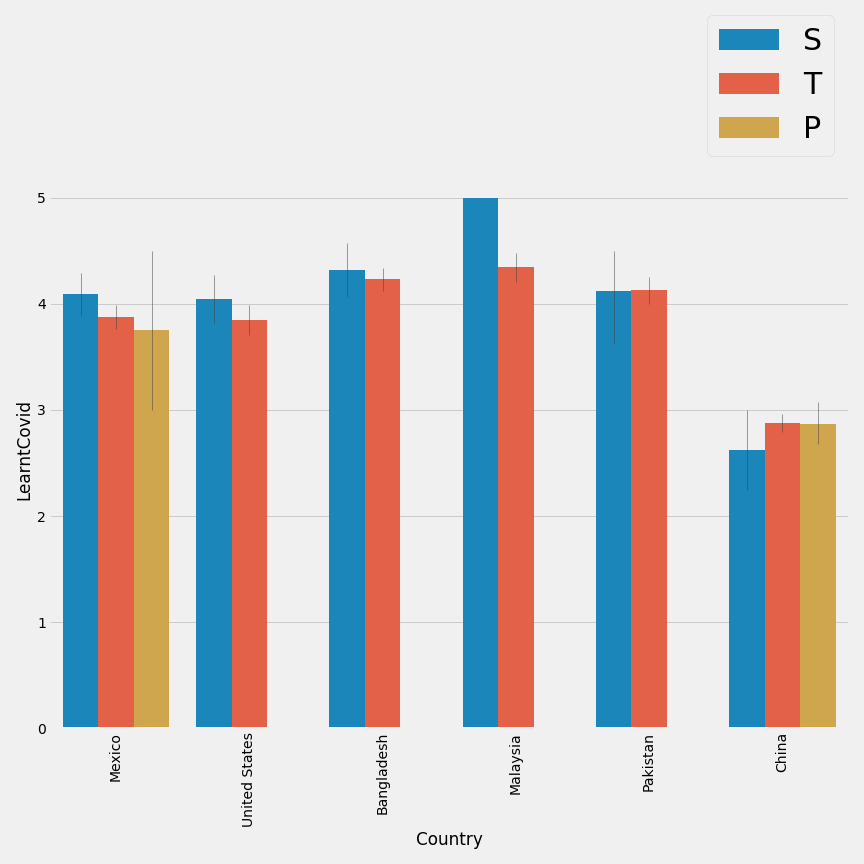 S
T
P
5
4
3
2
1
0
LearntCovid
Mexico
United States
Bangladesh
Malaysia
Pakistan
China
Country